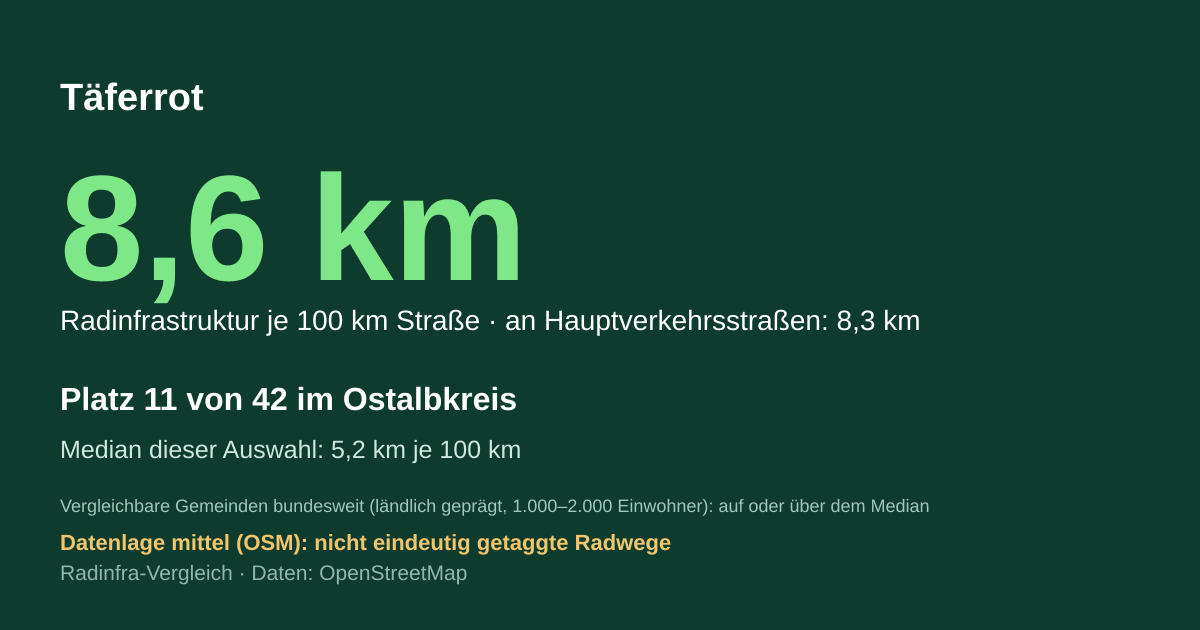 Täferrot
8,6 km
Radinfrastruktur je 100 km Straße · an Hauptverkehrsstraßen: 8,3 km
Platz 11 von 42 im Ostalbkreis
Median dieser Auswahl: 5,2 km je 100 km
Vergleichbare Gemeinden bundesweit (ländlich geprägt, 1.000–2.000 Einwohner): auf oder über dem Median
Datenlage mittel (OSM): nicht eindeutig getaggte Radwege
Radinfra-Vergleich · Daten: OpenStreetMap